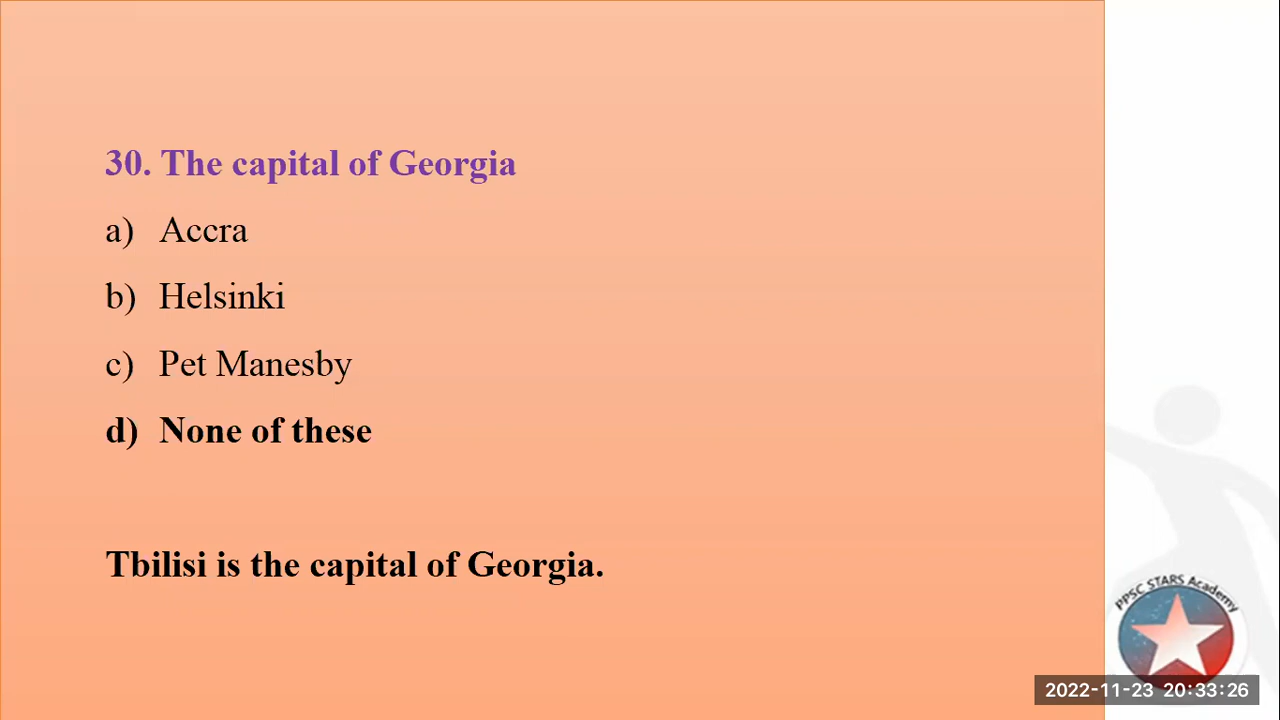 30. The capital of Georgia
a) Accra
b) Helsinki
c) Pet Manesby
d) None of these
Tbilisi is the capital of Georgia.
PPSC STARS Academy
2022-11-23 20:33:26